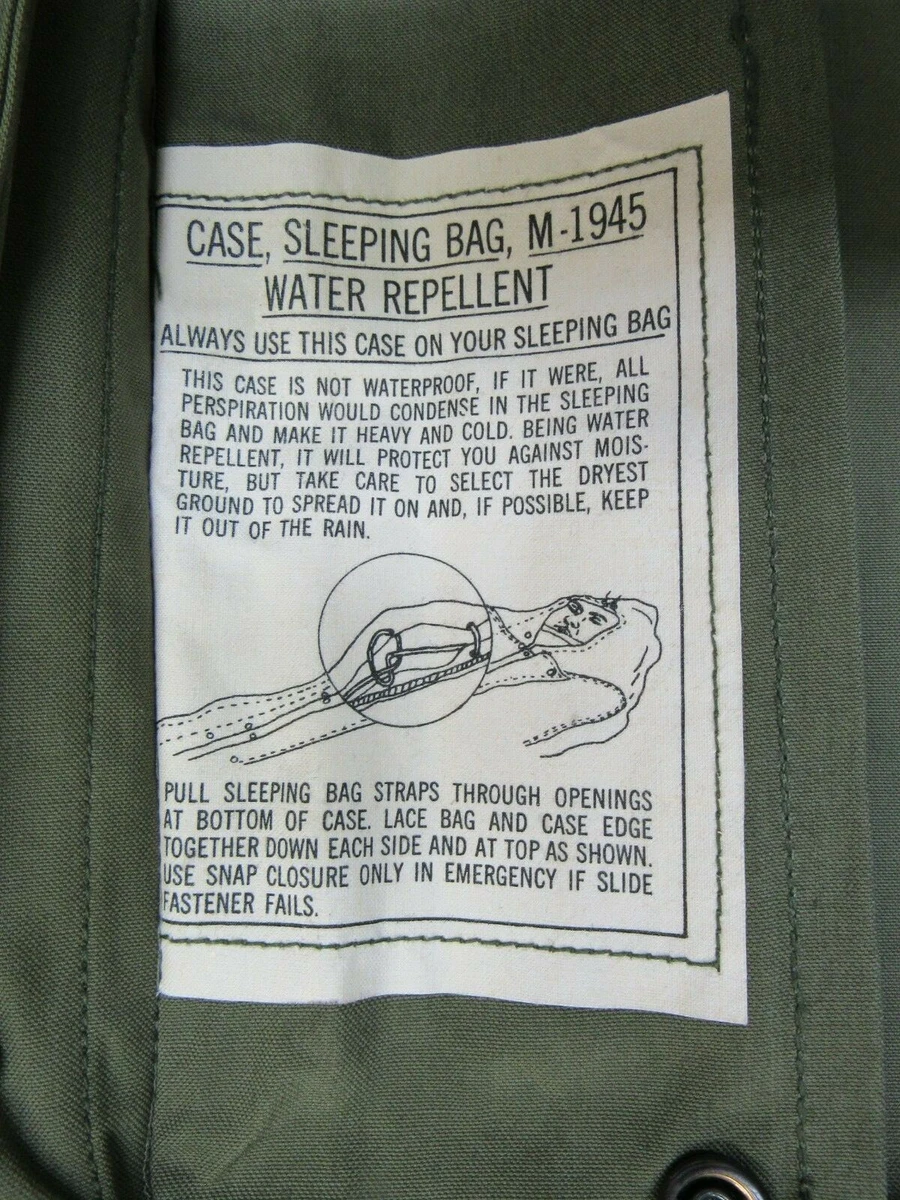 CASE, SLEEPING BAG, M-1945
WATER REPELLENT
ALWAYS USE THIS CASE ON YOUR SLEEPING BAG
THIS CASE IS NOT WATERPROOF, IF IT WERE, ALL
PERSPIRATION WOULD CONDENSE IN THE SLEEPING
BAG AND MAKE IT HEAVY AND COLD. BEING WATER
REPELLENT, IT WILL PROTECT YOU AGAINST MOIS-
TURE, BUT TAKE CARE TO SELECT THE DRYEST
GROUND TO SPREAD IT ON AND, IF POSSIBLE, KEEP
IT OUT OF THE RAIN.
PULL SLEEPING BAG STRAPS THROUGH OPENINGS
AT BOTTOM OF CASE. LACE BAG AND CASE EDGE
TOGETHER DOWN EACH SIDE AND AT TOP AS SHOWN.
USE SNAP CLOSURE ONLY IN EMERGENCY IF SLIDE
FASTENER FAILS.